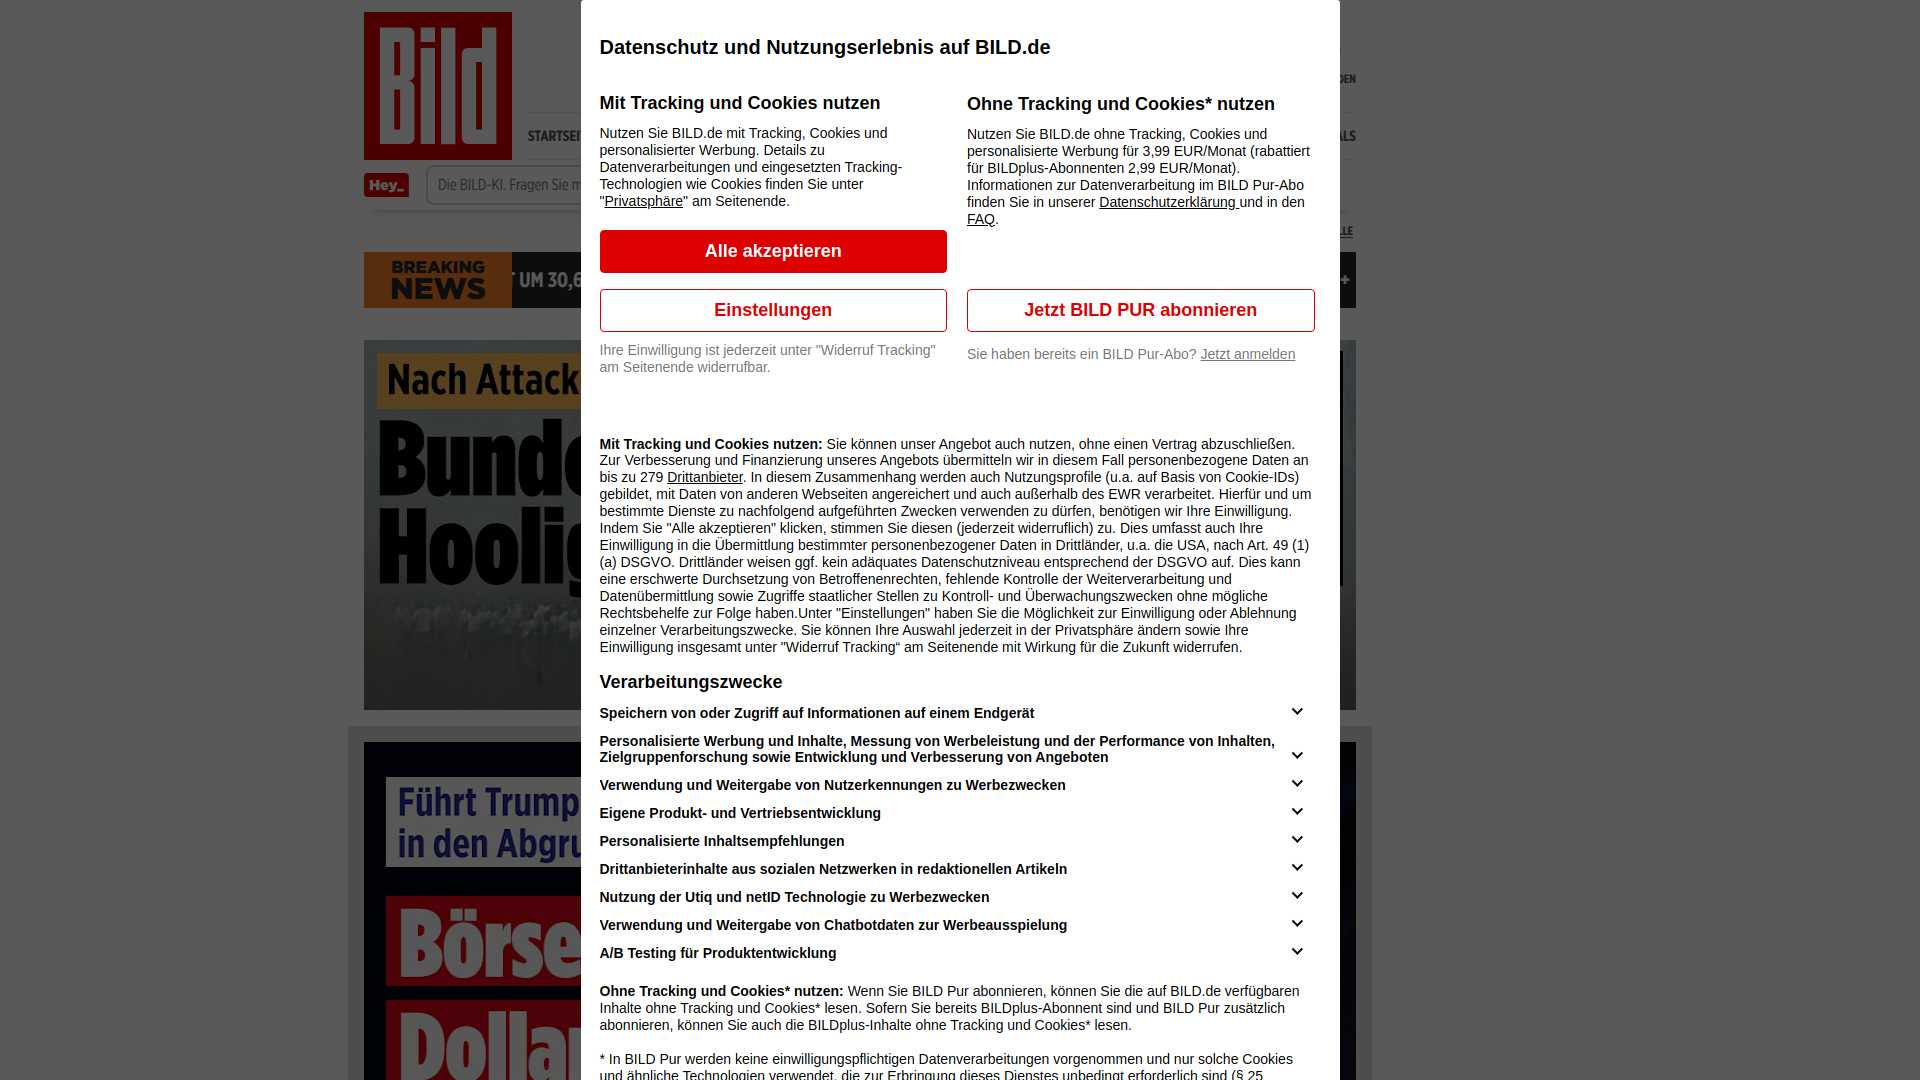 Bild
Datenschutz und Nutzungserlebnis auf BILD.de
Mit Tracking und Cookies nutzen
Nutzen Sie BILD.de mit Tracking, Cookies und
personalisierter Werbung. Details zu
Datenverarbeitungen und eingesetzten Tracking-
Technologien wie Cookies finden Sie unter
"Privatsphäre" am Seitenende.
Alle akzeptieren
Einstellungen
Ihre Einwilligung ist jederzeit unter "Widerruf Tracking"
am Seitenende widerrufbar.
Ohne Tracking und Cookies* nutzen
Nutzen Sie BILD.de ohne Tracking, Cookies und
personalisierte Werbung für 3,99 EUR/Monat (rabattiert
für BILDplus-Abonnenten 2,99 EUR/Monat).
Informationen zur Datenverarbeitung im BILD Pur-Abo
finden Sie in unserer Datenschutzerklärung und in den
FAQ.
Jetzt BILD PUR abonnieren
Sie haben bereits ein BILD Pur-Abo? Jetzt anmelden
Mit Tracking und Cookies nutzen: Sie können unser Angebot auch nutzen, ohne einen Vertrag abzuschließen.
Zur Verbesserung und Finanzierung unseres Angebots übermitteln wir in diesem Fall personenbezogene Daten an
bis zu 279 Drittanbieter. In diesem Zusammenhang werden auch Nutzungsprofile (u.a. auf Basis von Cookie-IDs)
gebildet, mit Daten von anderen Webseiten angereichert und auch außerhalb des EWR verarbeitet. Hierfür und um
bestimmte Dienste zu nachfolgend aufgeführten Zwecken verwenden zu dürfen, benötigen wir Ihre Einwilligung.
Indem Sie "Alle akzeptieren" klicken, stimmen Sie diesen (jederzeit widerruflich) zu. Dies umfasst auch Ihre
Einwilligung in die Übermittlung bestimmter personenbezogener Daten in Drittländer, u.a. die USA, nach Art. 49 (1)
(a) DSGVO. Drittländer weisen ggf. kein adäquates Datenschutzniveau entsprechend der DSGVO auf. Dies kann
eine erschwerte Durchsetzung von Betroffenenrechten, fehlende Kontrolle der Weiterverarbeitung und
Datenübermittlung sowie Zugriffe staatlicher Stellen zu Kontroll- und Überwachungszwecken ohne mögliche
Rechtsbehelfe zur Folge haben.Unter "Einstellungen" haben Sie die Möglichkeit zur Einwilligung oder Ablehnung
einzelner Verarbeitungszwecke. Sie können Ihre Auswahl jederzeit in der Privatsphäre ändern sowie Ihre
Einwilligung insgesamt unter "Widerruf Tracking“ am Seitenende mit Wirkung für die Zukunft widerrufen.
Verarbeitungszwecke
Speichern von oder Zugriff auf Informationen auf einem Endgerät
Personalisierte Werbung und Inhalte, Messung von Werbeleistung und der Performance von Inhalten,
Zielgruppenforschung sowie Entwicklung und Verbesserung von Angeboten
Verwendung und Weitergabe von Nutzerkennungen zu Werbezwecken
Eigene Produkt- und Vertriebsentwicklung
Personalisierte Inhaltsempfehlungen
Drittanbieterinhalte aus sozialen Netzwerken in redaktionellen Artikeln
Nutzung der Utiq und netID Technologie zu Werbezwecken
Verwendung und Weitergabe von Chatbotdaten zur Werbeausspielung
A/B Testing für Produktentwicklung
Ohne Tracking und Cookies* nutzen: Wenn Sie BILD Pur abonnieren, können Sie die auf BILD.de verfügbaren
Inhalte ohne Tracking und Cookies* lesen. Sofern Sie bereits BILDplus-Abonnent sind und BILD Pur zusätzlich
abonnieren, können Sie auch die BILDplus-Inhalte ohne Tracking und Cookies* lesen.
* In BILD Pur werden keine einwilligungspflichtigen Datenverarbeitungen vorgenommen und nur solche Cookies
und ähnliche Technologien verwendet, die zur Erbringung dieses Dienstes unbedingt erforderlich sind (§ 25
Hey_
Die BILD-KI. Fragen Sie
BREAKING
NEWS
UM 30,6
Nach
Führt Trump
in den